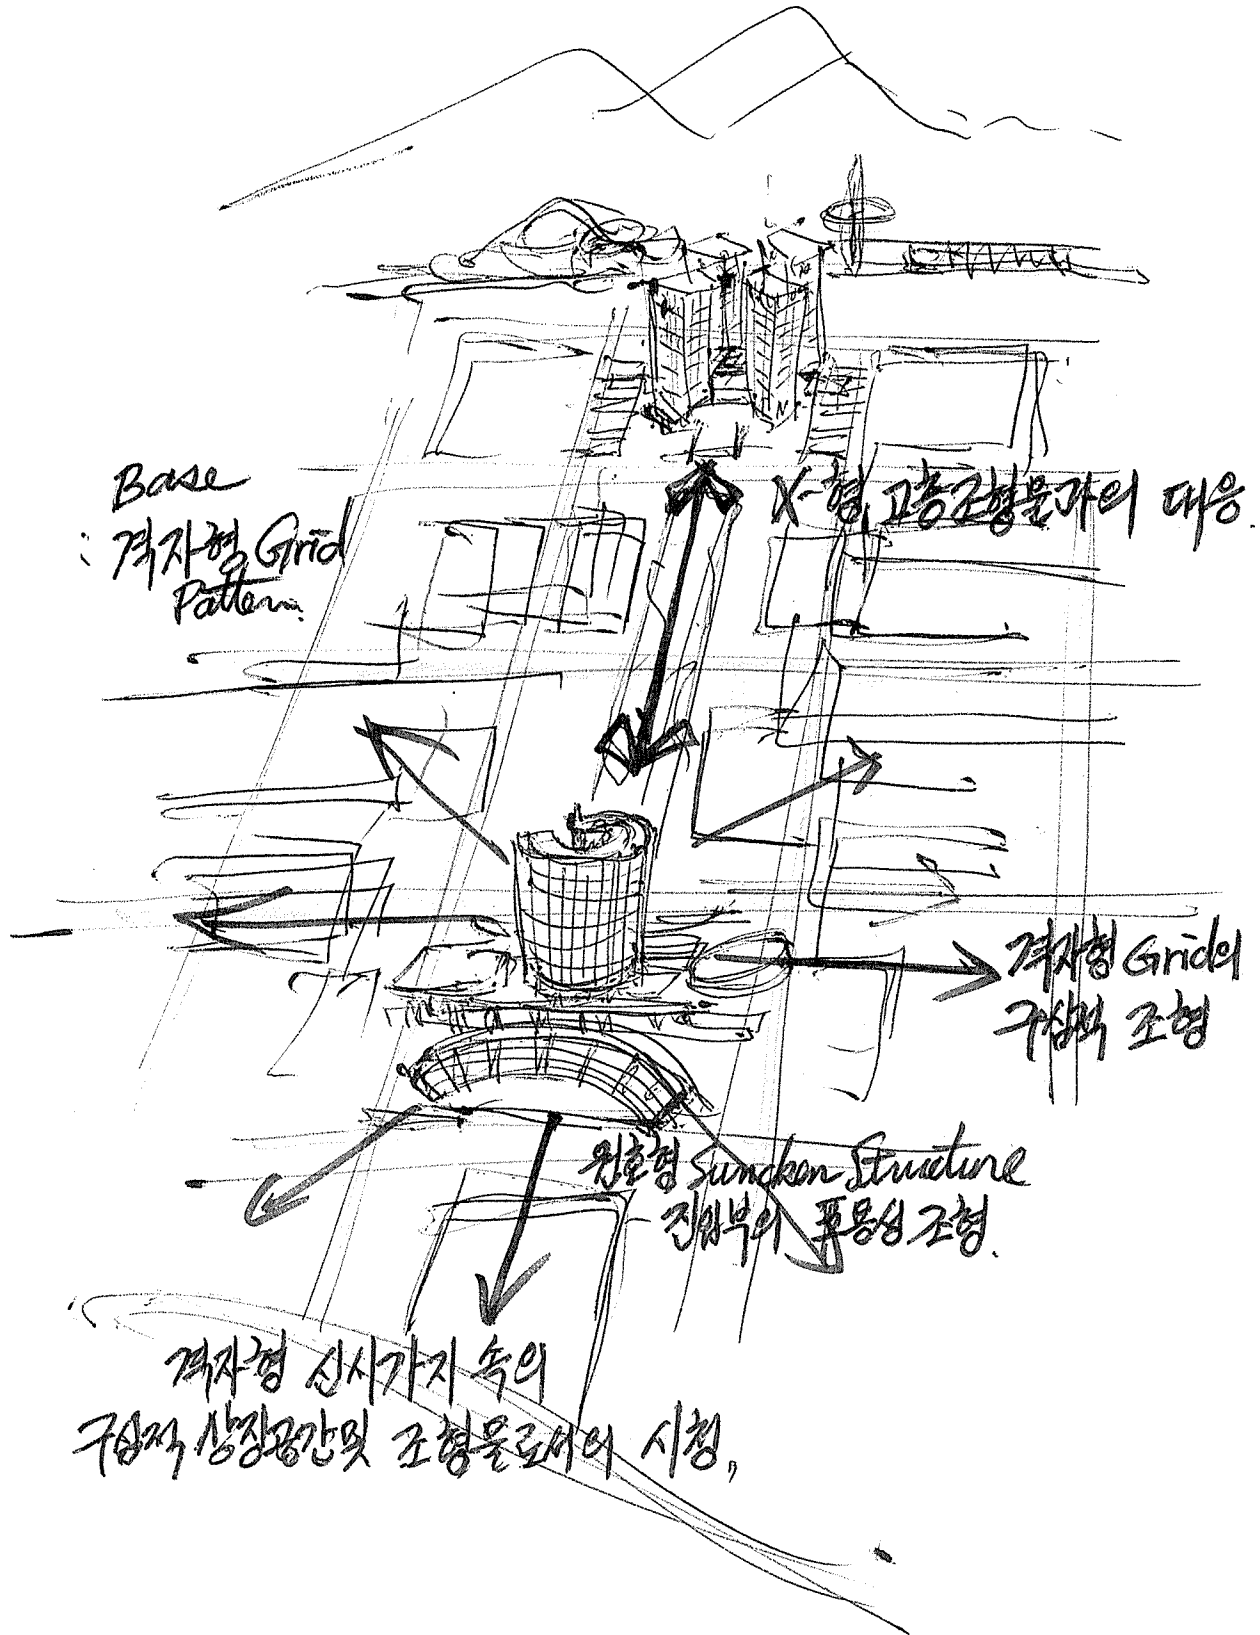 Base
: 격자형 Grid
Pattern.
X-형 고층조형물과의 대응.
격자형 Grid의
구심적 조형
원호형 Suncken Structure
진입부의 포용성 조형.
격자형 신시가지 속의
구심적 상징공간및 조형물로서의 시청,,